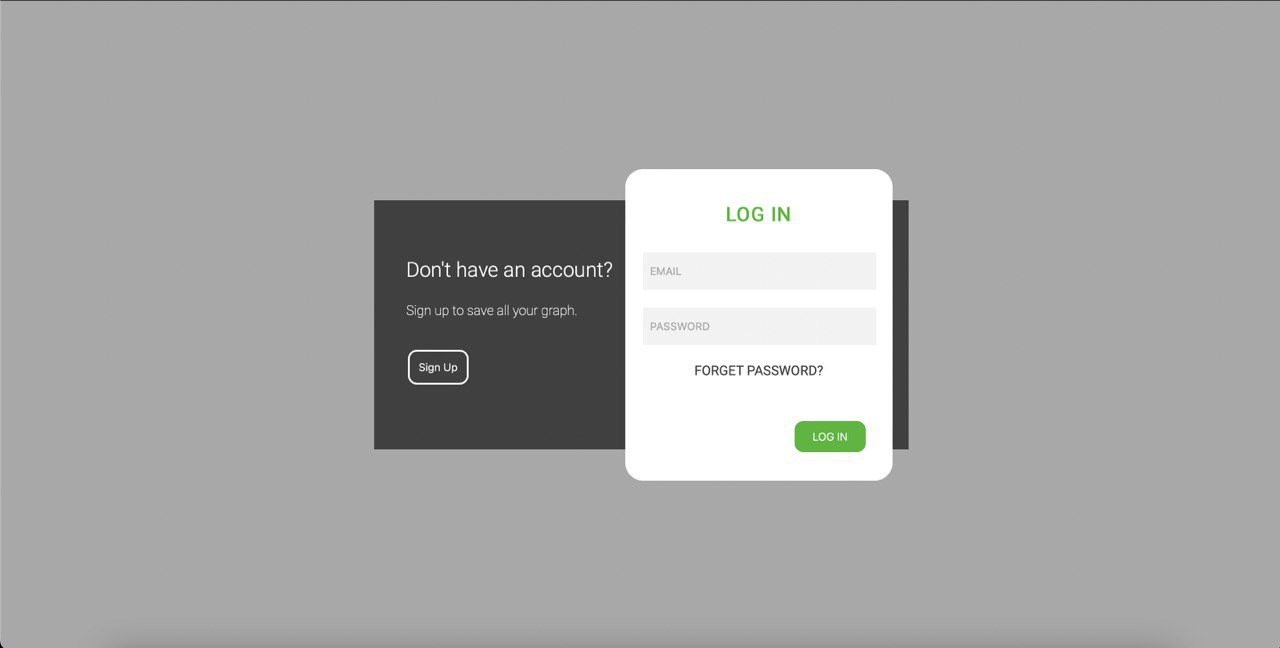 Don't have an account?
Sign up to save all your graph.
Sign Up
LOG IN
EMAIL
PASSWORD
FORGET PASSWORD?
LOG IN